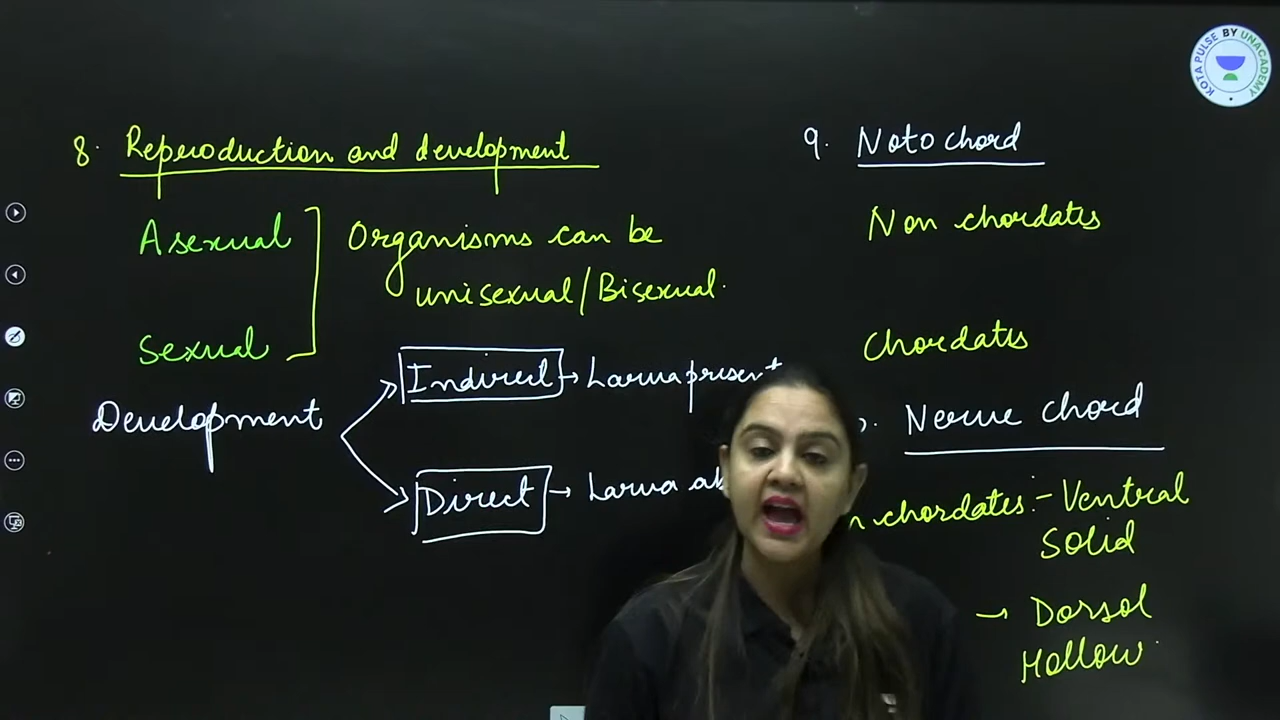 8. Reproduction and development
Asexual
Organisms can be
unisexual/Bisexual.
Sexual
Development
Indirect → Larva present
Direct → Larva
9. Notochord
Non chordates
Chordates
Nerve chord
chordates :- Ventral
Solid
→ Dorsol
Hollow
KOTA PULSE BY UNACADEMY